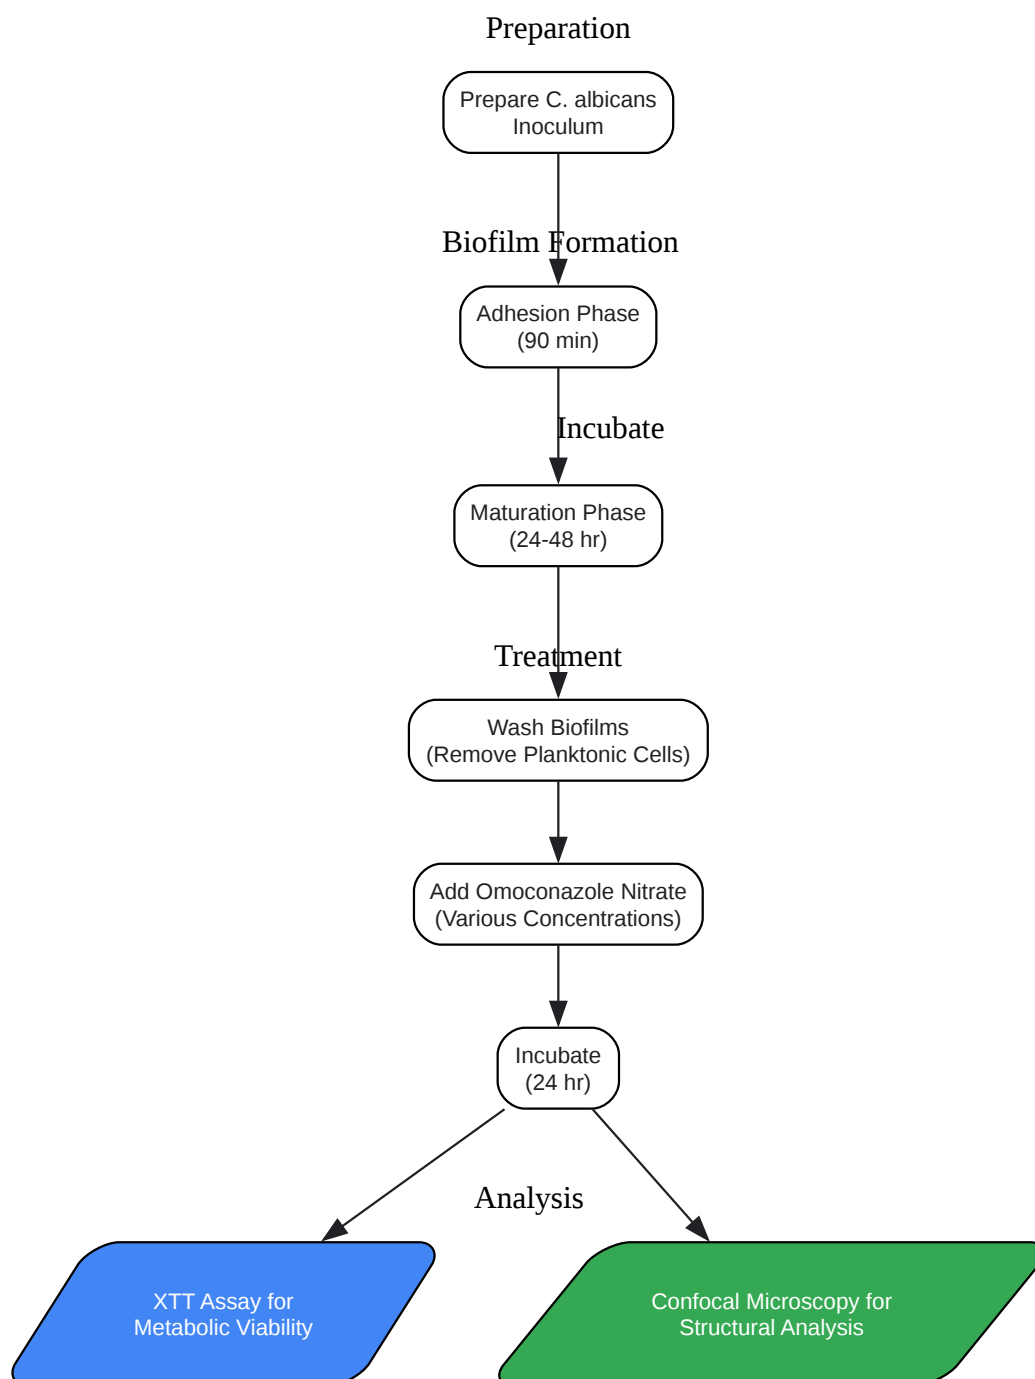 Preparation
Prepare C. albicans
Inoculum
Biofilm Formation
Adhesion Phase
(90 min)
Incubate
Maturation Phase
(24-48 hr)
Treatment
Wash Biofilms
(Remove Planktonic Cells)
Add Omoconazole Nitrate
(Various Concentrations)
Incubate
(24 hr)
Analysis
XTT Assay for
Metabolic Viability
Confocal Microscopy for
Structural Analysis